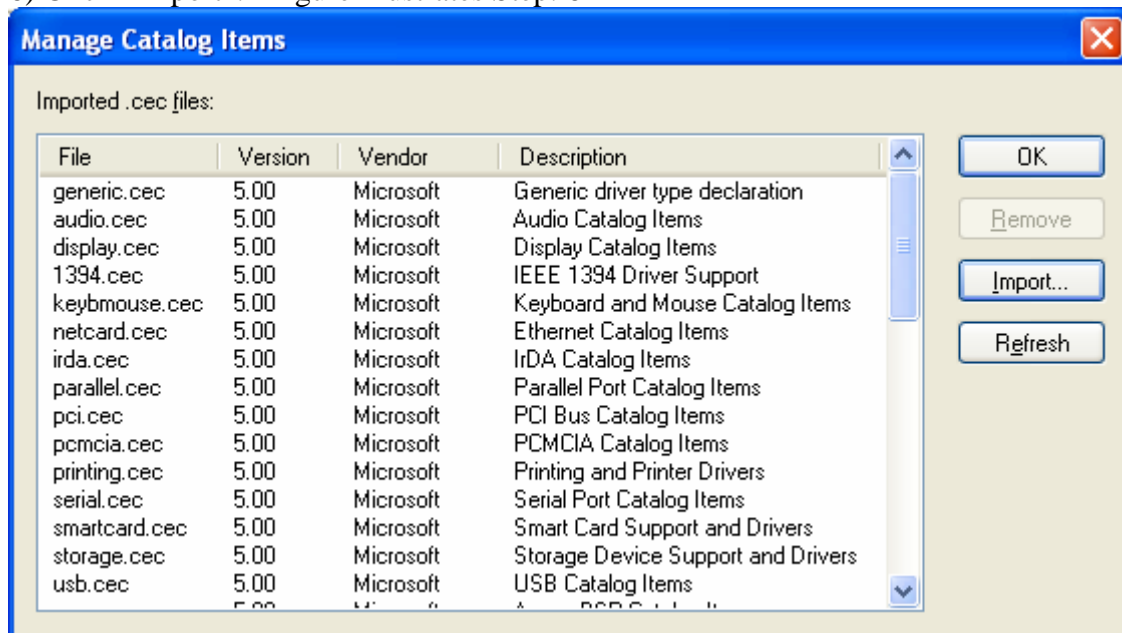 Manage Catalog Items
Imported .cec files:
File Version Vendor Description
generic.cec 5.00 Microsoft Generic driver type declaration
audio.cec 5.00 Microsoft Audio Catalog Items
display.cec 5.00 Microsoft Display Catalog Items
1394.cec 5.00 Microsoft IEEE 1394 Driver Support
keybmouse.cec 5.00 Microsoft Keyboard and Mouse Catalog Items
netcard.cec 5.00 Microsoft Ethernet Catalog Items
irda.cec 5.00 Microsoft IrDA Catalog Items
parallel.cec 5.00 Microsoft Parallel Port Catalog Items
pci.cec 5.00 Microsoft PCI Bus Catalog Items
pcmcia.cec 5.00 Microsoft PCMCIA Catalog Items
printing.cec 5.00 Microsoft Printing and Printer Drivers
serial.cec 5.00 Microsoft Serial Port Catalog Items
smartcard.cec 5.00 Microsoft Smart Card Support and Drivers
storage.cec 5.00 Microsoft Storage Device Support and Drivers
usb.cec 5.00 Microsoft USB Catalog Items
OK
Remove
Import...
Refresh